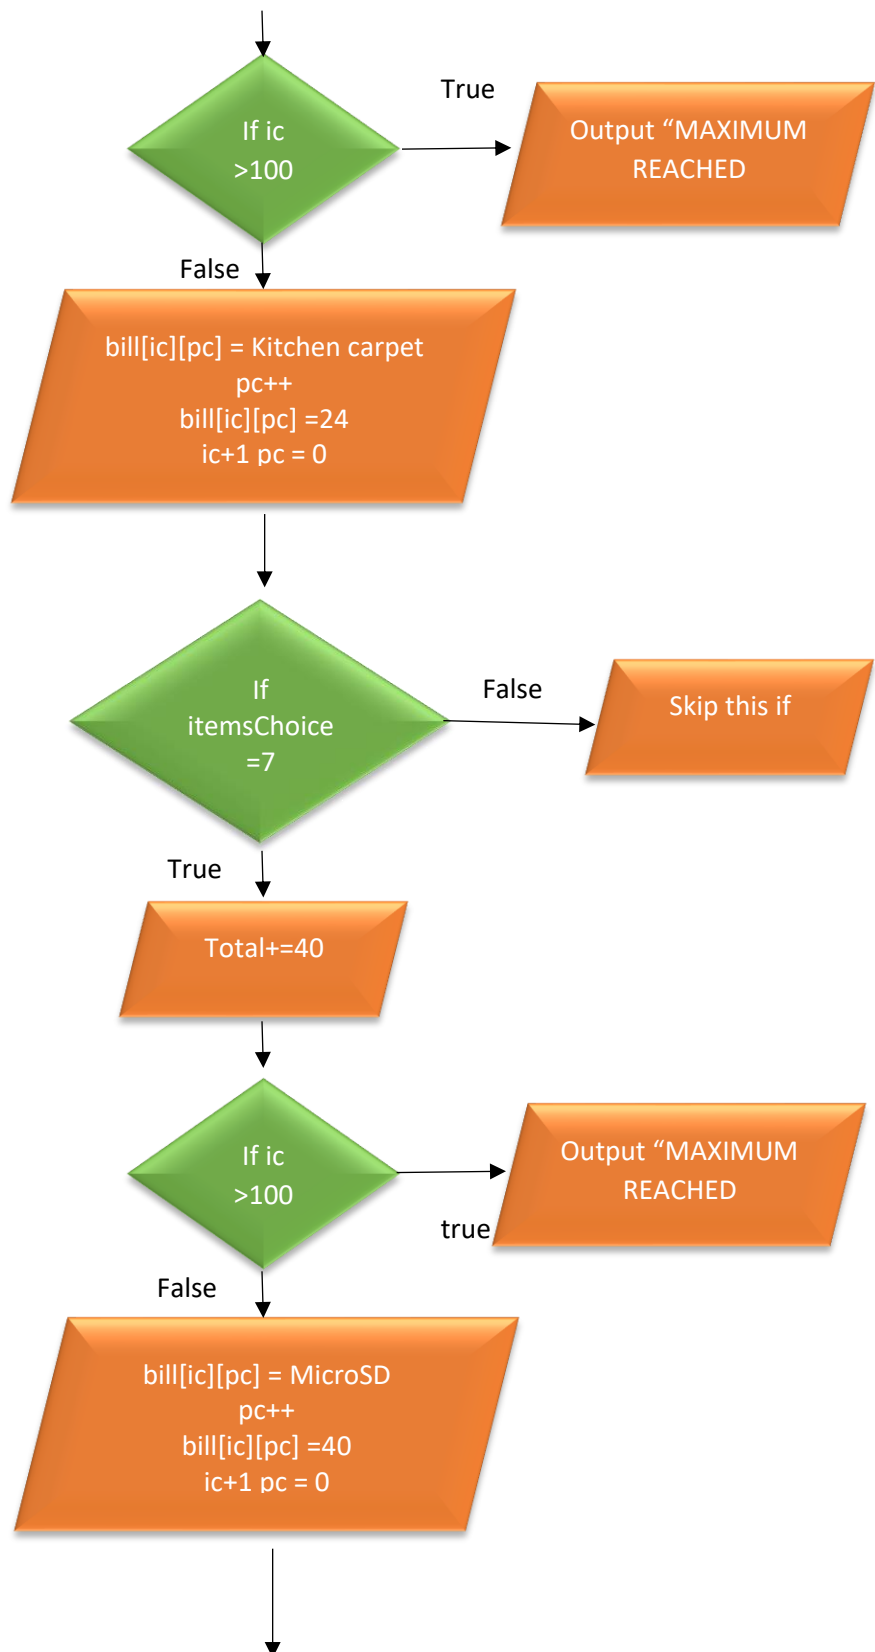 True
If ic
>100
Output “MAXIMUM
REACHED
False
bill[ic][pc] = Kitchen carpet
pc++
bill[ic][pc] =24
ic+1 pc = 0
If
itemsChoice
=7
False
Skip this if
True
Total+=40
If ic
>100
Output “MAXIMUM
REACHED
true
False
bill[ic][pc] = MicroSD
pc++
bill[ic][pc] =40
ic+1 pc = 0